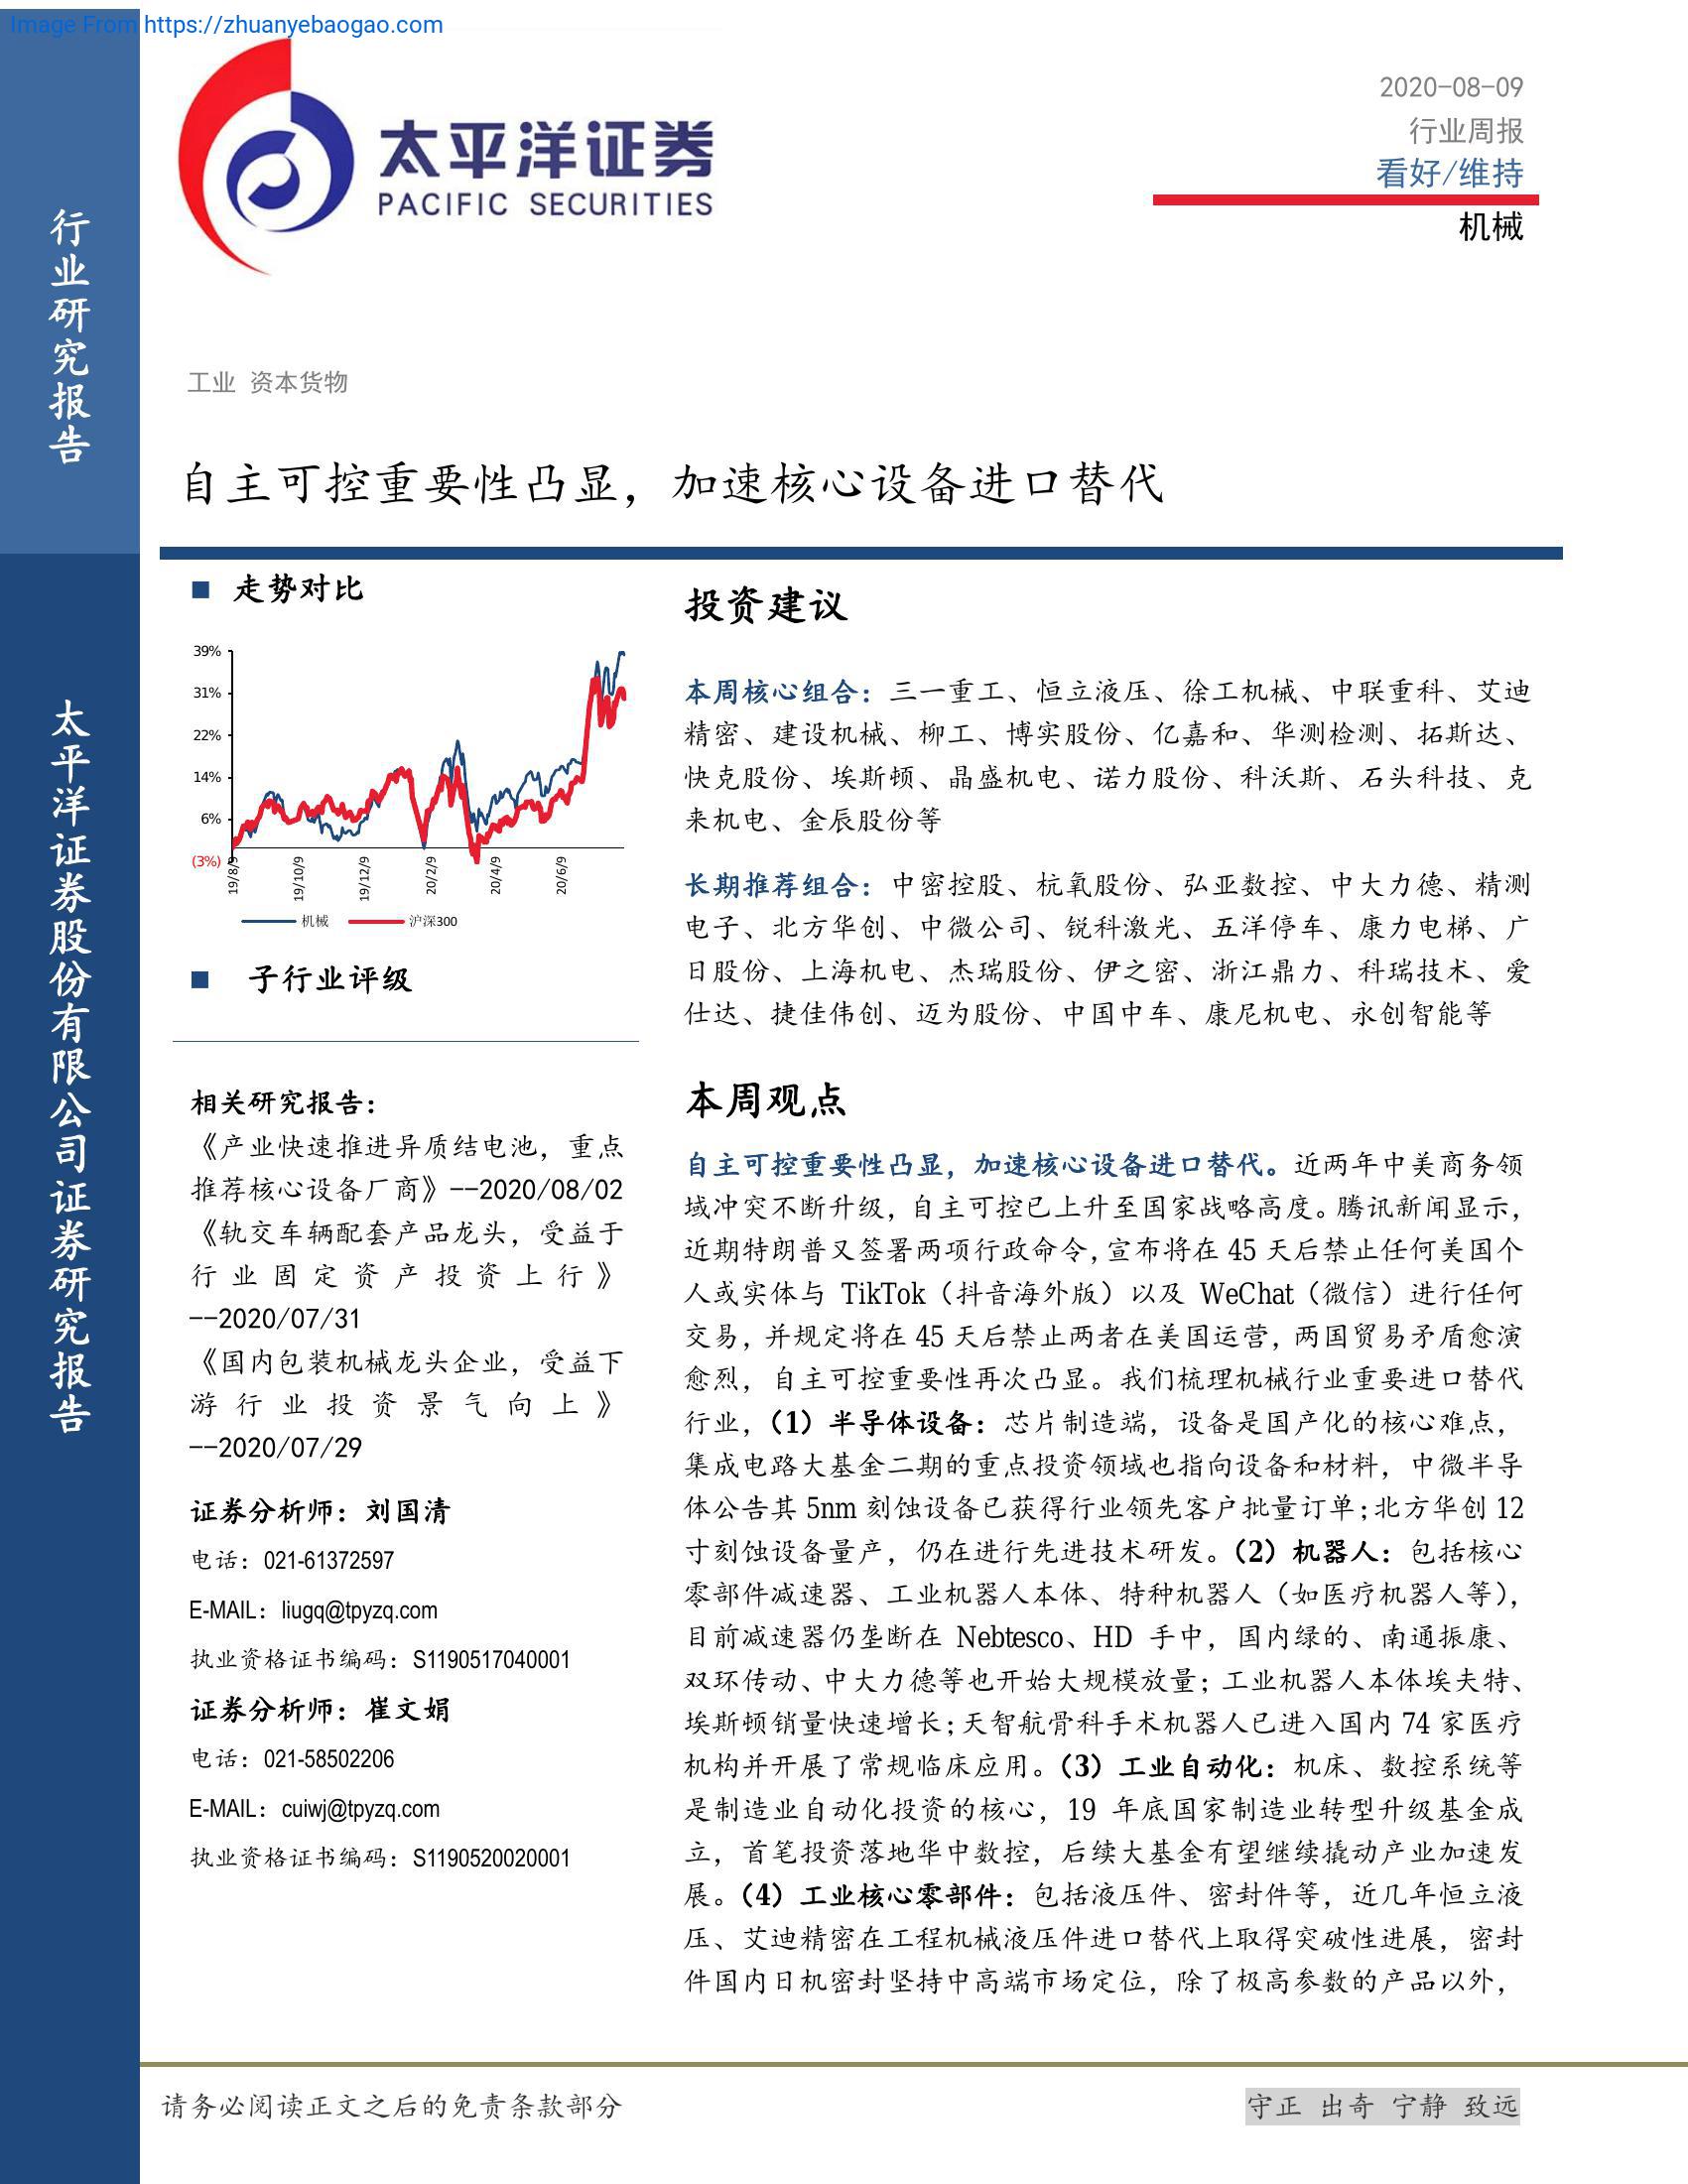 Image From https://zhuanyebaogao.com
太平洋证券
PACIFIC SECURITIES
2020-08-09
行业周报
看好/维持
机械
行业研究报告
太平洋证券股份有限公司证券研究报告
工业 资本货物
自主可控重要性凸显，加速核心设备进口替代
■ 走势对比
39%
31%
22%
14%
6%
(3%)
19/8/9
19/10/9
19/12/9
20/2/9
20/4/9
20/6/9
机械
沪深300
■ 子行业评级
相关研究报告：
《产业快速推进异质结电池，重点
推荐核心设备厂商》--2020/08/02
《轨交车辆配套产品龙头，受益于
行业固定资产投资上行》
--2020/07/31
《国内包装机械龙头企业，受益下
游行业投资景气向上》
--2020/07/29
证券分析师：刘国清
电话：021-61372597
E-MAIL：liugq@tpyzq.com
执业资格证书编码：S1190517040001
证券分析师：崔文娟
电话：021-58502206
E-MAIL：cuiwj@tpyzq.com
执业资格证书编码：S1190520020001
投资建议
本周核心组合：三一重工、恒立液压、徐工机械、中联重科、艾迪
精密、建设机械、柳工、博实股份、亿嘉和、华测检测、拓斯达、
快克股份、埃斯顿、晶盛机电、诺力股份、科沃斯、石头科技、克
来机电、金辰股份等
长期推荐组合：中密控股、杭氧股份、弘亚数控、中大力德、精测
电子、北方华创、中微公司、锐科激光、五洋停车、康力电梯、广
日股份、上海机电、杰瑞股份、伊之密、浙江鼎力、科瑞技术、爱
仕达、捷佳伟创、迈为股份、中国中车、康尼机电、永创智能等
本周观点
自主可控重要性凸显，加速核心设备进口替代。近两年中美商务领
域冲突不断升级，自主可控已上升至国家战略高度。腾讯新闻显示，
近期特朗普又签署两项行政命令，宣布将在 45 天后禁止任何美国个
人或实体与 TikTok（抖音海外版）以及 WeChat（微信）进行任何
交易，并规定将在 45 天后禁止两者在美国运营，两国贸易矛盾愈演
愈烈，自主可控重要性再次凸显。我们梳理机械行业重要进口替代
行业，（1）半导体设备：芯片制造端，设备是国产化的核心难点，
集成电路大基金二期的重点投资领域也指向设备和材料，中微半导
体公告其 5nm 刻蚀设备已获得行业领先客户批量订单；北方华创 12
寸刻蚀设备量产，仍在进行先进技术研发。（2）机器人：包括核心
零部件减速器、工业机器人本体、特种机器人（如医疗机器人等），
目前减速器仍垄断在 Nebtesco、HD 手中，国内绿的、南通振康、
双环传动、中大力德等也开始大规模放量；工业机器人本体埃夫特、
埃斯顿销量快速增长；天智航骨科手术机器人已进入国内 74 家医疗
机构并开展了常规临床应用。（3）工业自动化：机床、数控系统等
是制造业自动化投资的核心，19 年底国家制造业转型升级基金成
立，首笔投资落地华中数控，后续大基金有望继续撬动产业加速发
展。（4）工业核心零部件：包括液压件、密封件等，近几年恒立液
压、艾迪精密在工程机械液压件进口替代上取得突破性进展，密封
件国内日机密封坚持中高端市场定位，除了极高参数的产品以外，
请务必阅读正文之后的免责条款部分
守正 出奇 宁静 致远